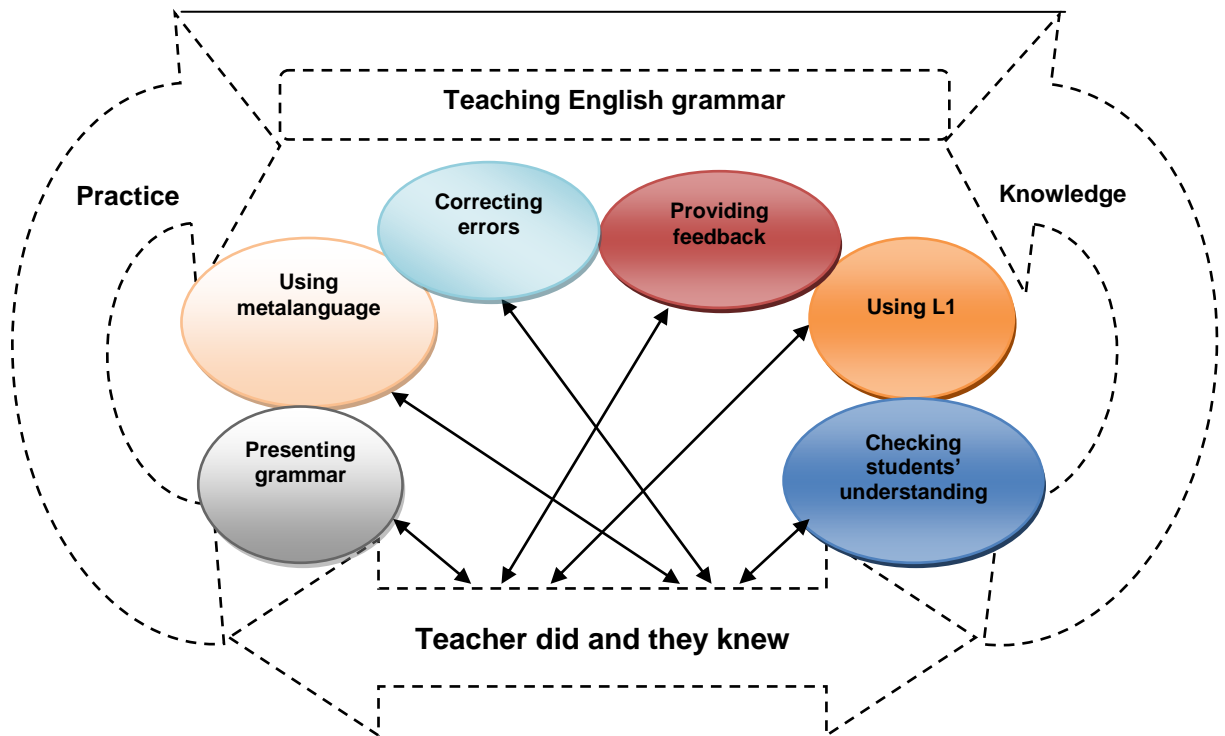 Teaching English grammar
Practice
Knowledge
Correcting
errors
Providing
feedback
Using
metalanguage
Using L1
Presenting
grammar
Checking
students’
understanding
Teacher did and they knew